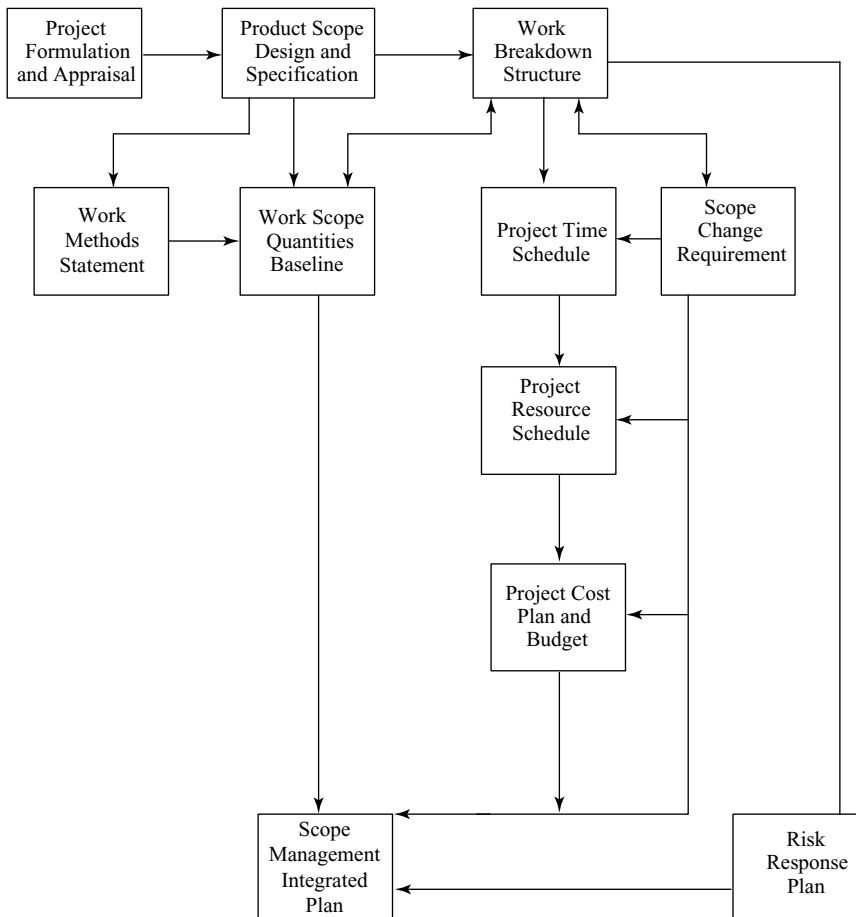 Project
Formulation
and Appraisal
Product Scope
Design and
Specification
Work
Breakdown
Structure
Work
Methods
Statement
Work Scope
Quantities
Baseline
Project Time
Schedule
Scope
Change
Requirement
Project
Resource
Schedule
Project Cost
Plan and
Budget
Scope
Management
Integrated
Plan
Risk
Response
Plan